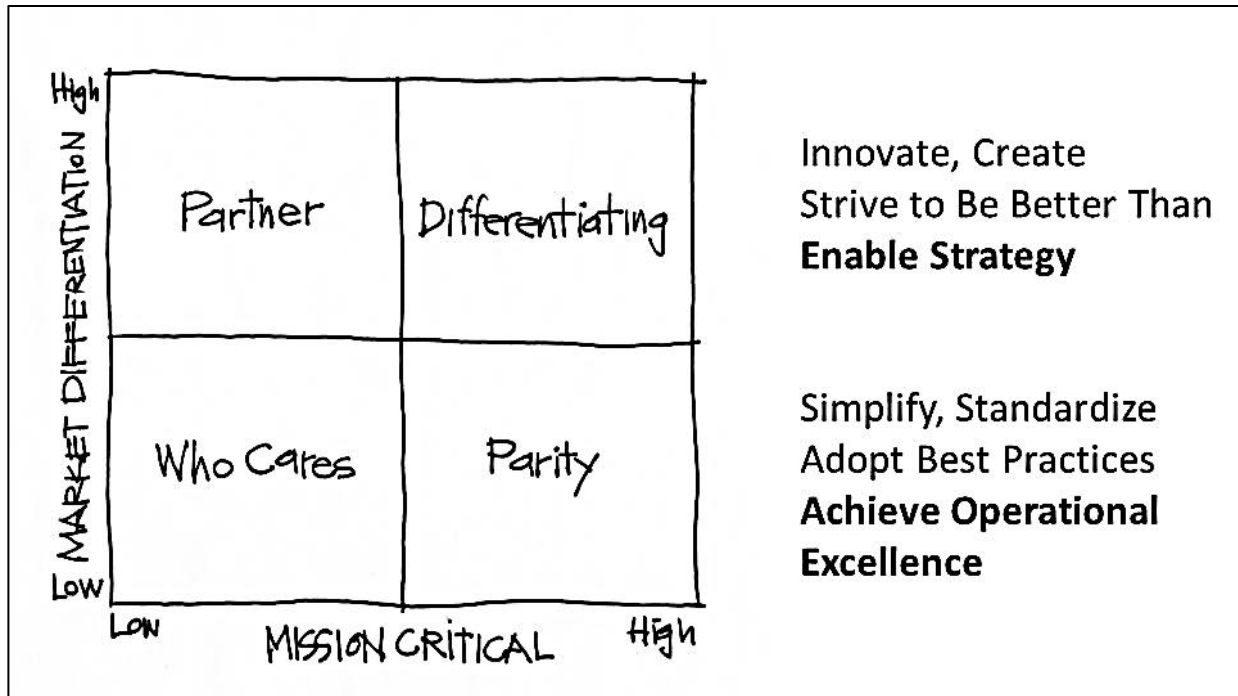 High
MARKET DIFFERENTIATION
Low
Partner
Differentiating
Who Cares
Parity
Low
MISSION CRITICAL
High
Innovate, Create
Strive to Be Better Than
Enable Strategy
Simplify, Standardize
Adopt Best Practices
Achieve Operational
Excellence